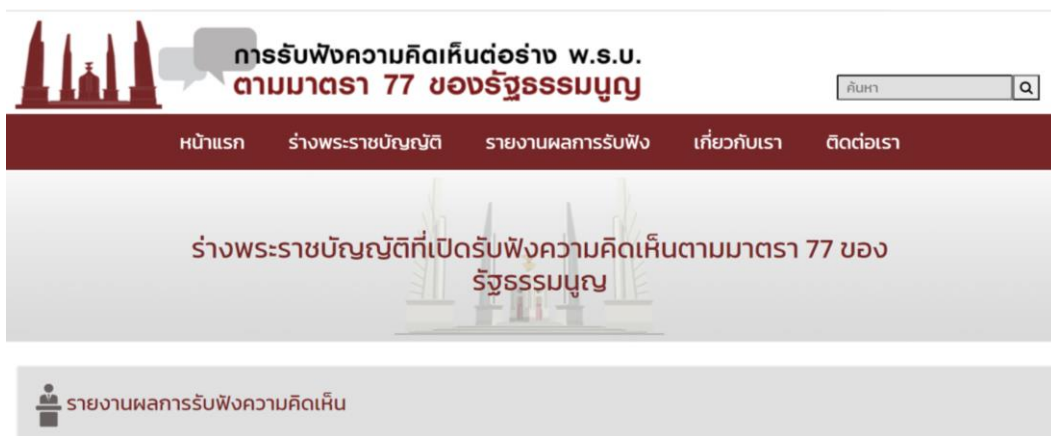 การรับฟังความคิดเห็นต่อร่าง พ.ร.บ.
ตามมาตรา 77 ของรัฐธรรมนูญ
ค้นหา
หน้าแรก ร่างพระราชบัญญัติ รายงานผลการรับฟัง เกี่ยวกับเรา ติดต่อเรา
ร่างพระราชบัญญัติที่เปิดรับฟังความคิดเห็นตามมาตรา 77 ของ
รัฐธรรมนูญ
รายงานผลการรับฟังความคิดเห็น